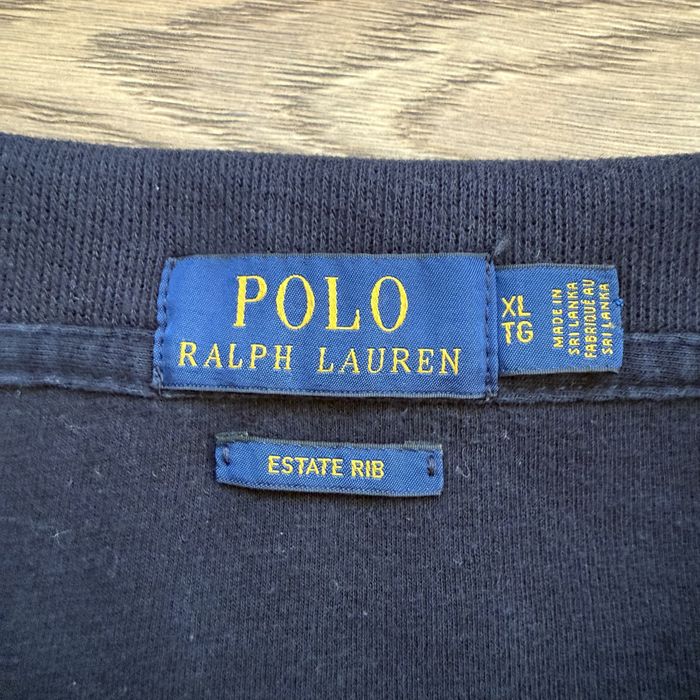 POLO
RALPH LAUREN
XL
TG
MADE IN
SRI LANKA
FABRIQUÉ AU
SRI LANKA
ESTATE RIB